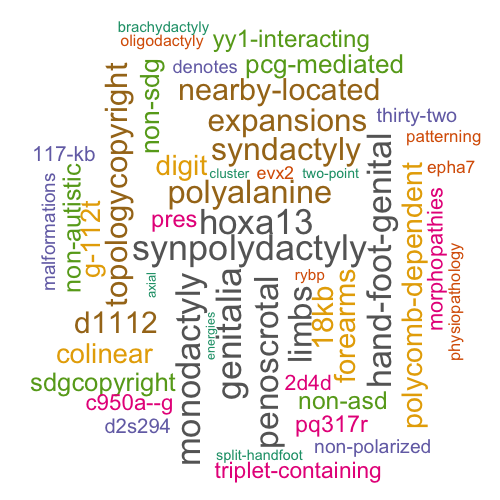 brachydactyly
oligodactyly
yy1-interacting
denotes
pcg-mediated
non-sdg
nearby-located
topologycopyright
expansions
thirty-two
patterning
117-kb
syndactyly
digit
cluster
evx2
two-point
epha7
malformations
non-autistic
g-112t
polyalanine
pres
hoxa13
hand-foot-genital
polycomb-dependent
morphopathies
synpolydactyly
physiopathology
axial
monodactyly
genitalia
energies
penoscrotal
limbs
rybp
18kb
forearms
d1112
colinear
sdgcopyright
2d4d
c950a--g
non-asd
d2s294
pq317r
non-polarized
split-handfoot
triplet-containing